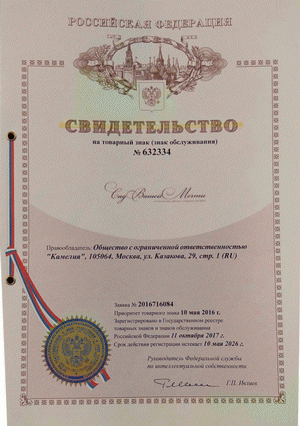 РОССИЙСКАЯ ФЕДЕРАЦИЯ
СВИДЕТЕЛЬСТВО
на товарный знак (знак обслуживания)
№ 632334
Сад Вашей Мечты
Правообладатель: Общество с ограниченной ответственностью
"Камелия", 105064, Москва, ул. Казакова, 29, стр. 1 (RU)
Заявка № 2016716084
Приоритет товарного знака 10 мая 2016 г.
Зарегистрировано в Государственном реестре
товарных знаков и знаков обслуживания
Российской Федерации 11 октября 2017 г.
Срок действия регистрации истекает 10 мая 2026 г.
Руководитель Федеральной службы
по интеллектуальной собственности
Г.П. Ивлиев